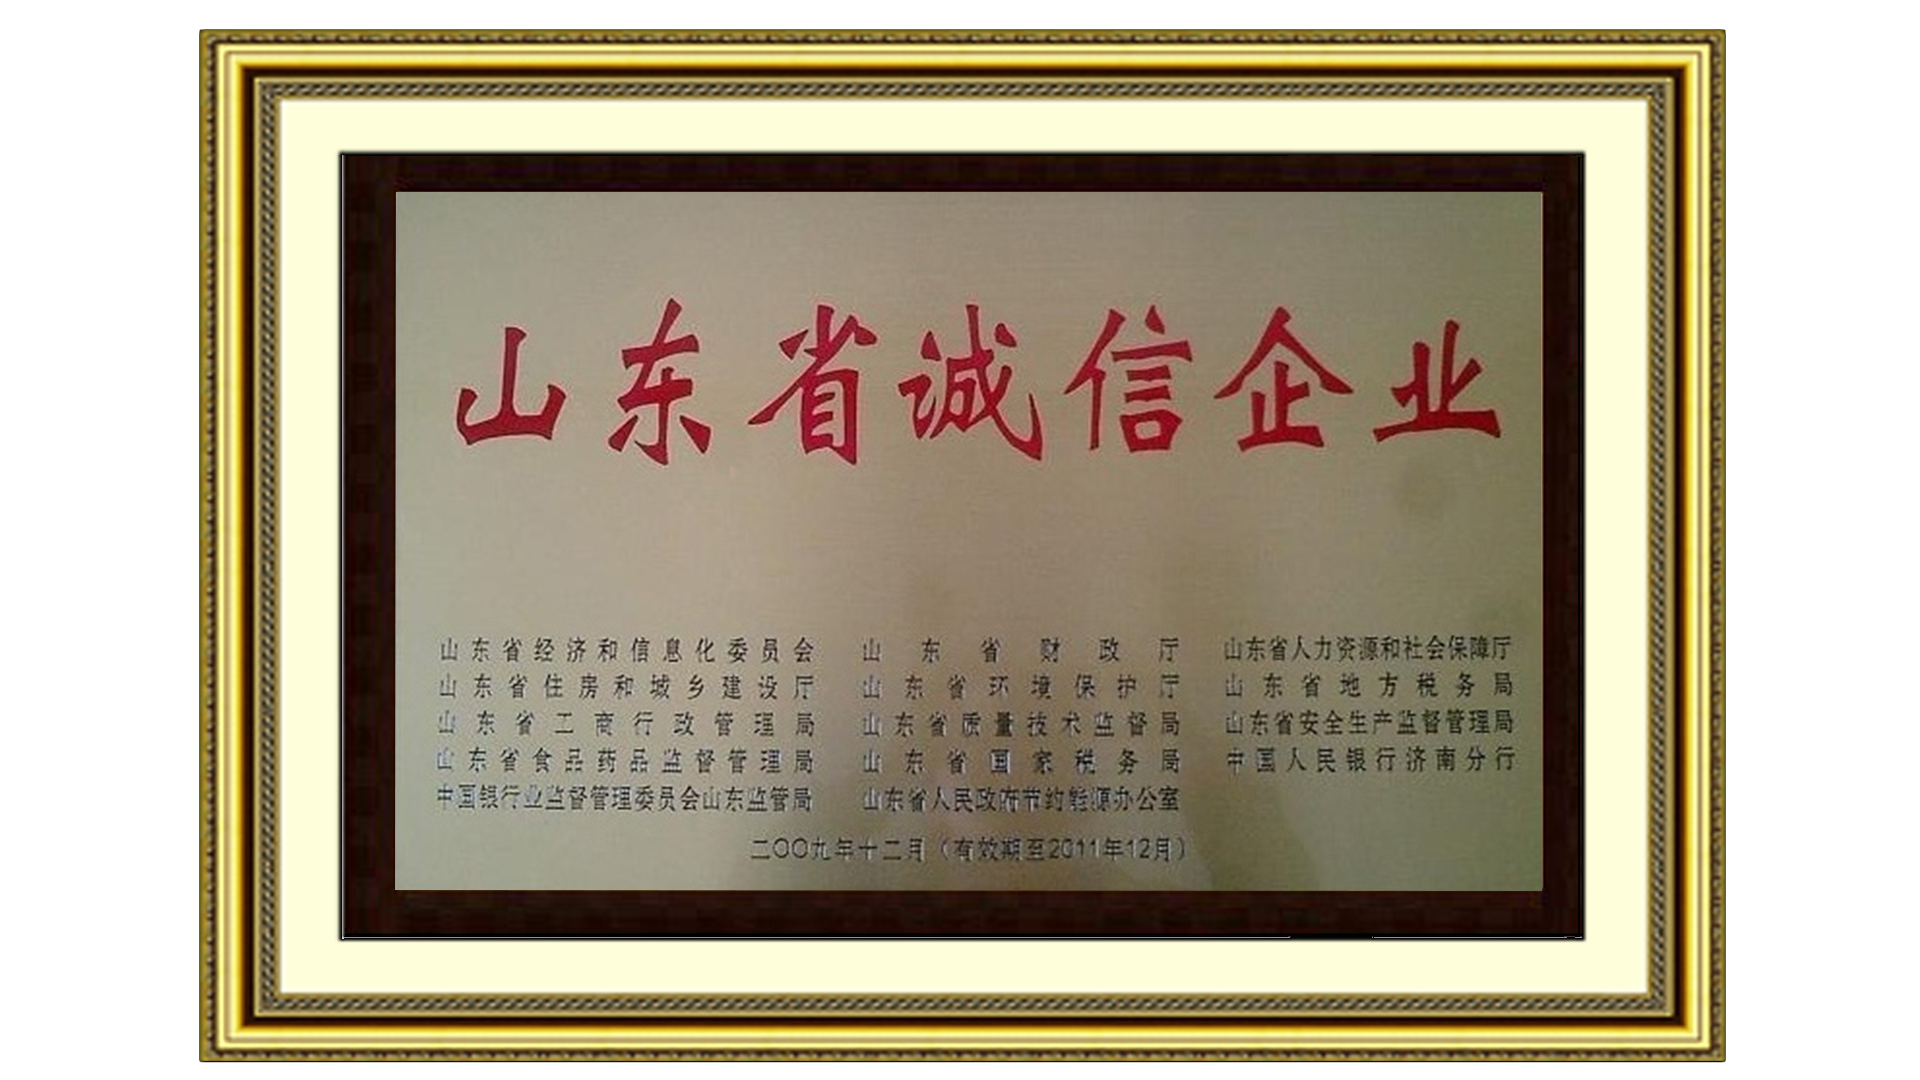 山东省诚信企业
山东省经济和信息化委员会 山东省财政厅 山东省人力资源和社会保障厅
山东省住房和城乡建设厅 山东省环境保护厅 山东省地方税务局
山东省工商行政管理局 山东省质量技术监督局 山东省安全生产监督管理局
山东省食品药品监督管理局 山东省国家税务局 中国人民银行济南分行
中国银行业监督管理委员会山东监管局 山东省人民政府节约能源办公室
二〇〇九年十二月（有效期至2011年12月）